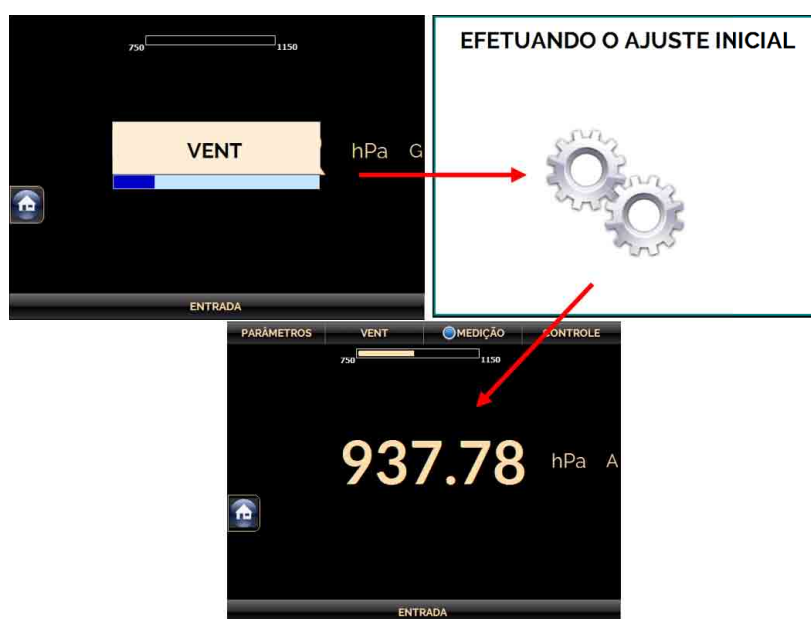 750 1150
VENT
hPa G
ENTRADA
EFETUANDO O AJUSTE INICIAL
PARÂMETROS VENT MEDIÇÃO CONTROLE
750 1150
937.78 hPa A
ENTRADA